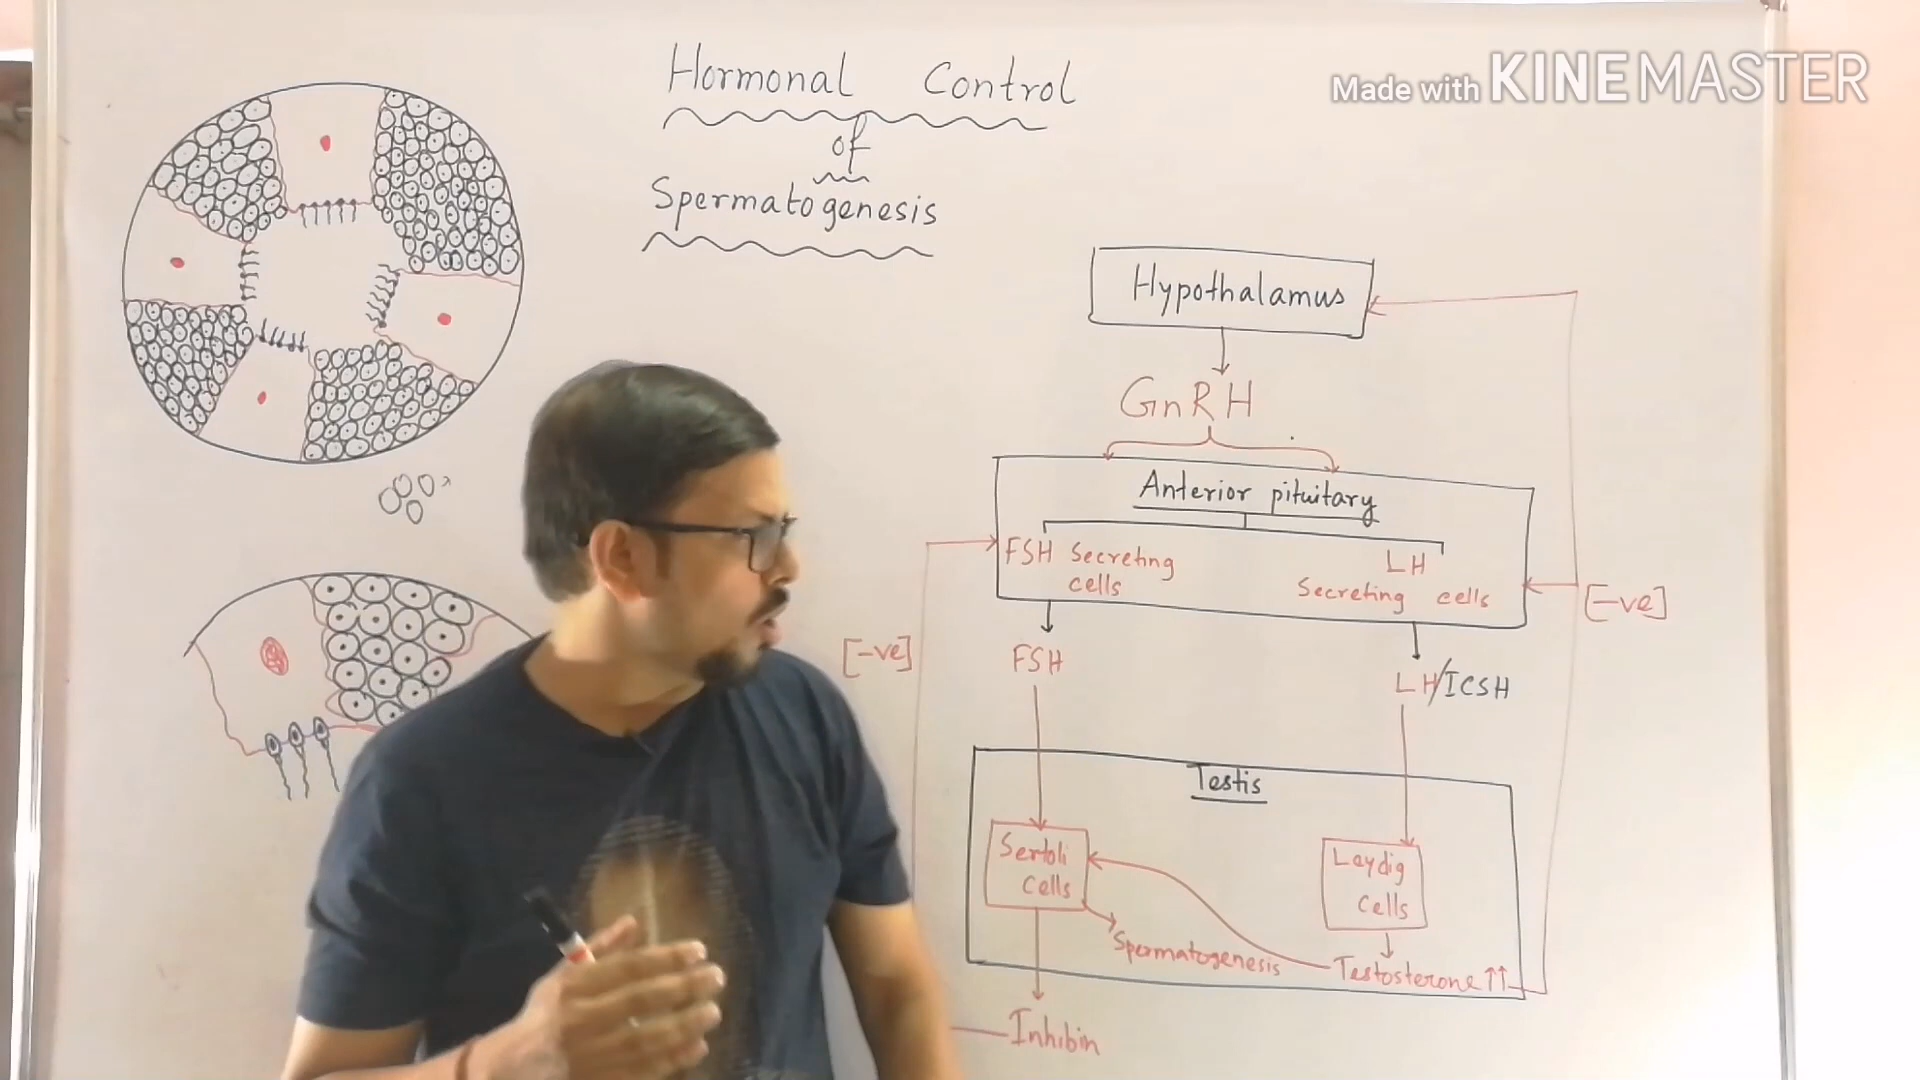 Made with KINEMASTER
Hormonal Control
of
Spermatogenesis
Hypothalamus
GnRH
Anterior pituitary
FSH Secreting
cells
LH
Secreting cells
[-ve]
[-ve]
FSH
LH/ICSH
Testis
Sertoli
Cells
Leydig
Cells
Spermatogenesis
Testosterone ↑↑
Inhibin